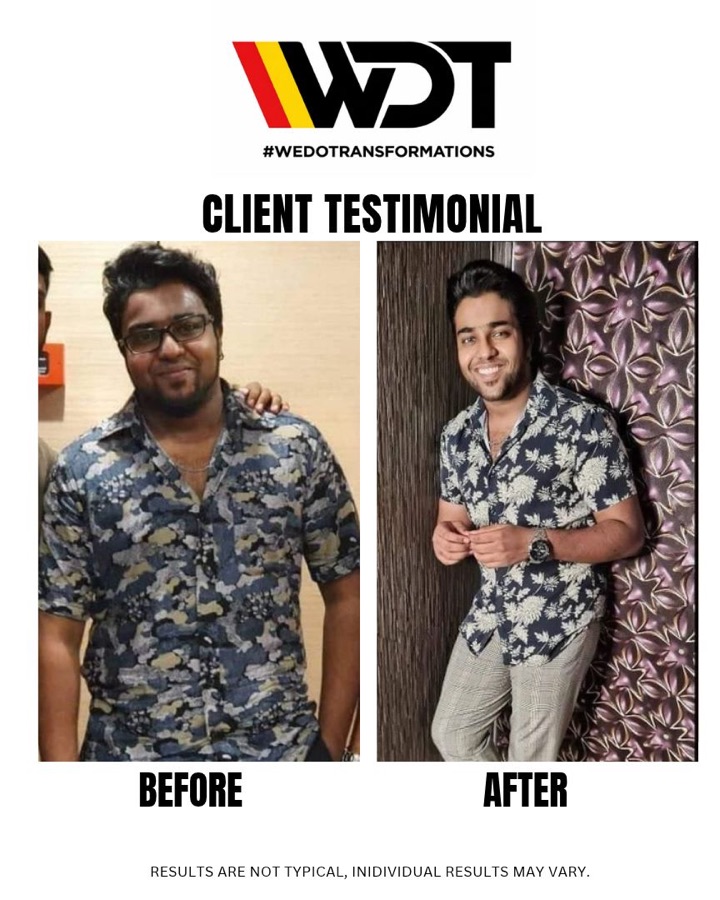 WDT
#WEDOTRANSFORMATIONS
CLIENT TESTIMONIAL
BEFORE
AFTER
RESULTS ARE NOT TYPICAL, INIDIVIDUAL RESULTS MAY VARY.